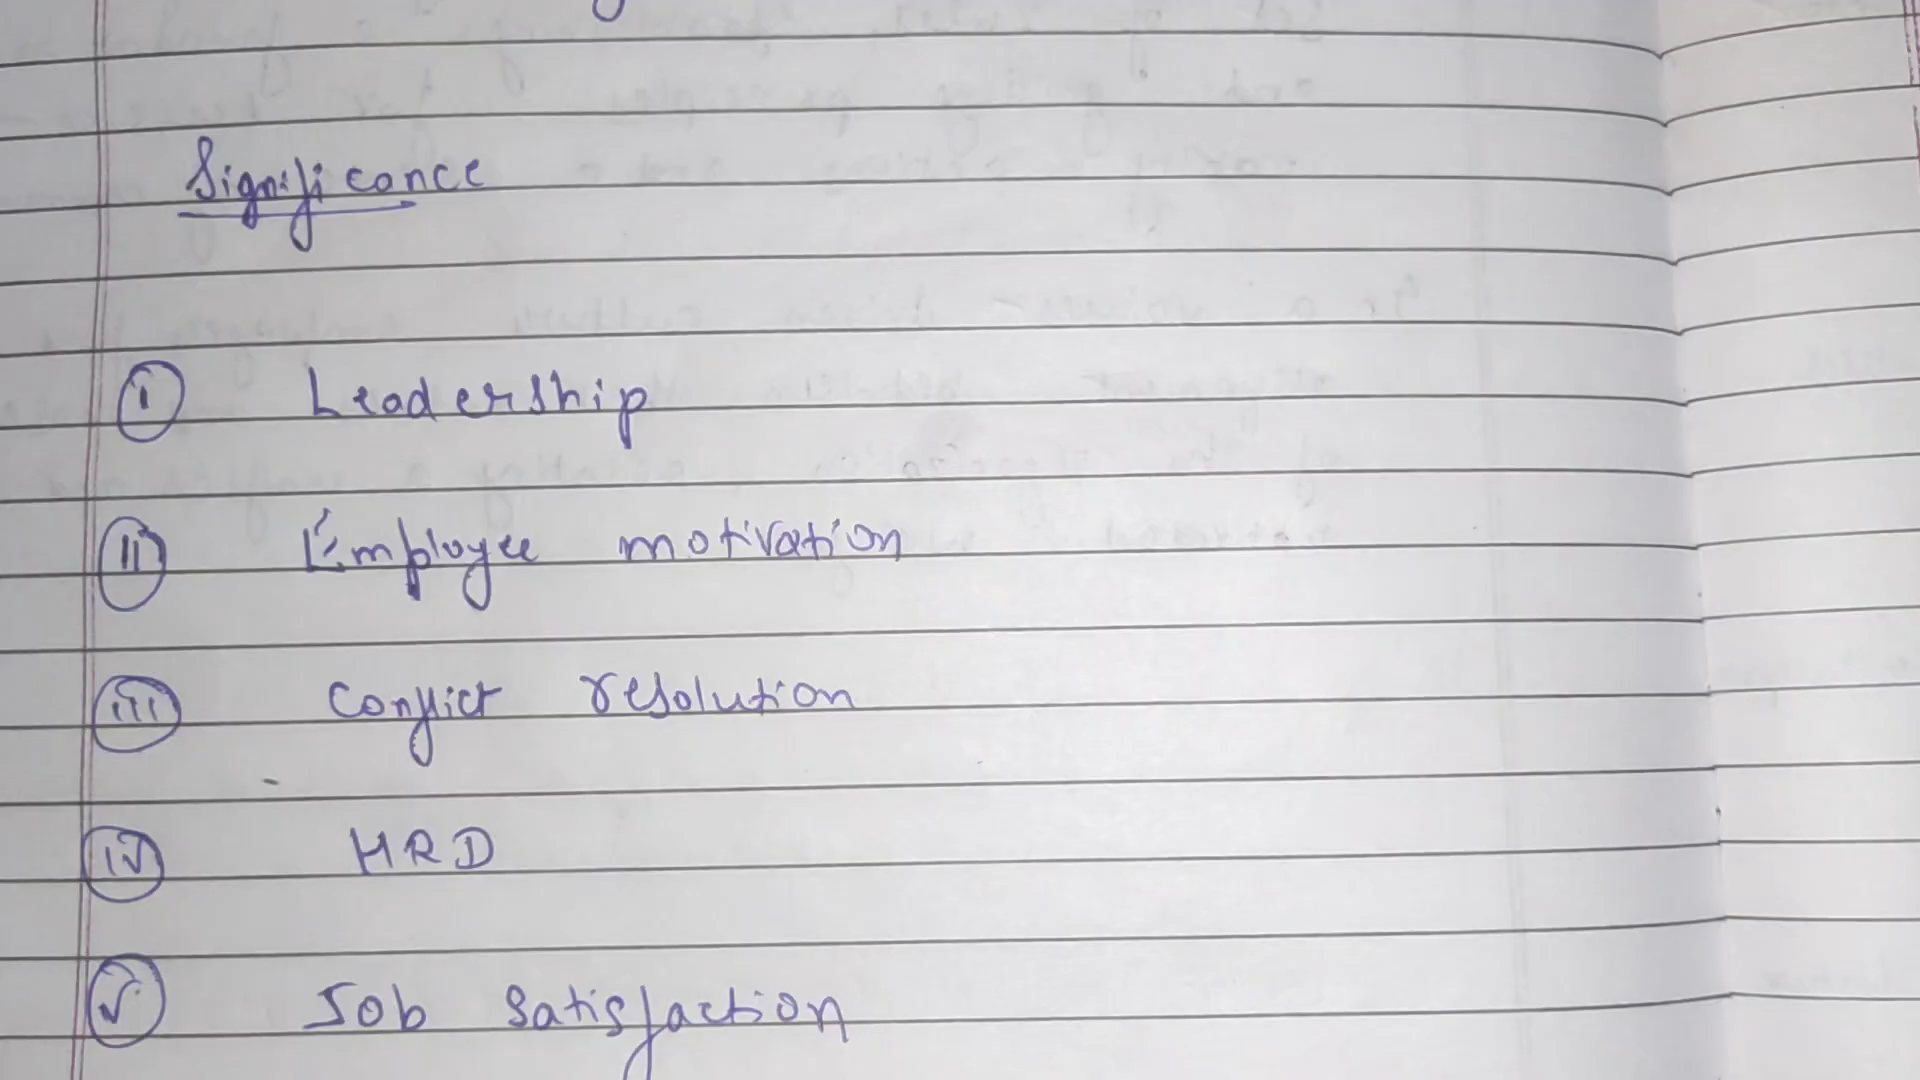 Significance
(i) Leadership
(ii) Employee motivation
(iii) Conflict resolution
(iv) HRD
(v) Job Satisfaction